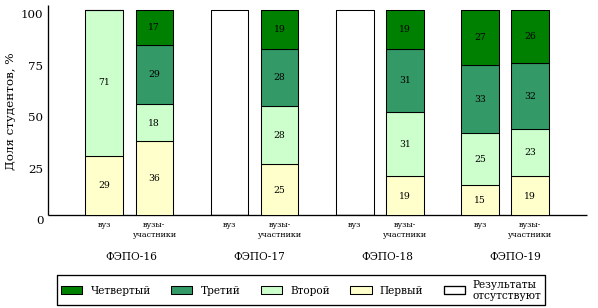 100
75
50
25
0
Доля студентов, %
71
29
17
29
18
36
19
28
28
25
19
31
31
19
27
33
25
15
26
32
23
19
вуз
вузы-
участники
вуз
вузы-
участники
вуз
вузы-
участники
вуз
вузы-
участники
ФЭПО-16
ФЭПО-17
ФЭПО-18
ФЭПО-19
Четвертый
Третий
Второй
Первый
Результаты
отсутствуют